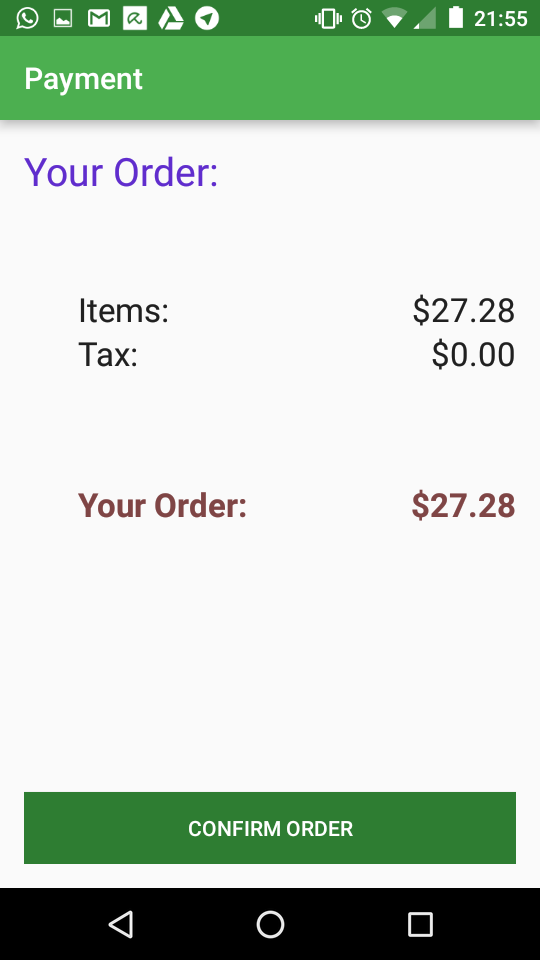 21:55
Payment
Your Order:
Items: $27.28
Tax: $0.00
Your Order: $27.28
CONFIRM ORDER